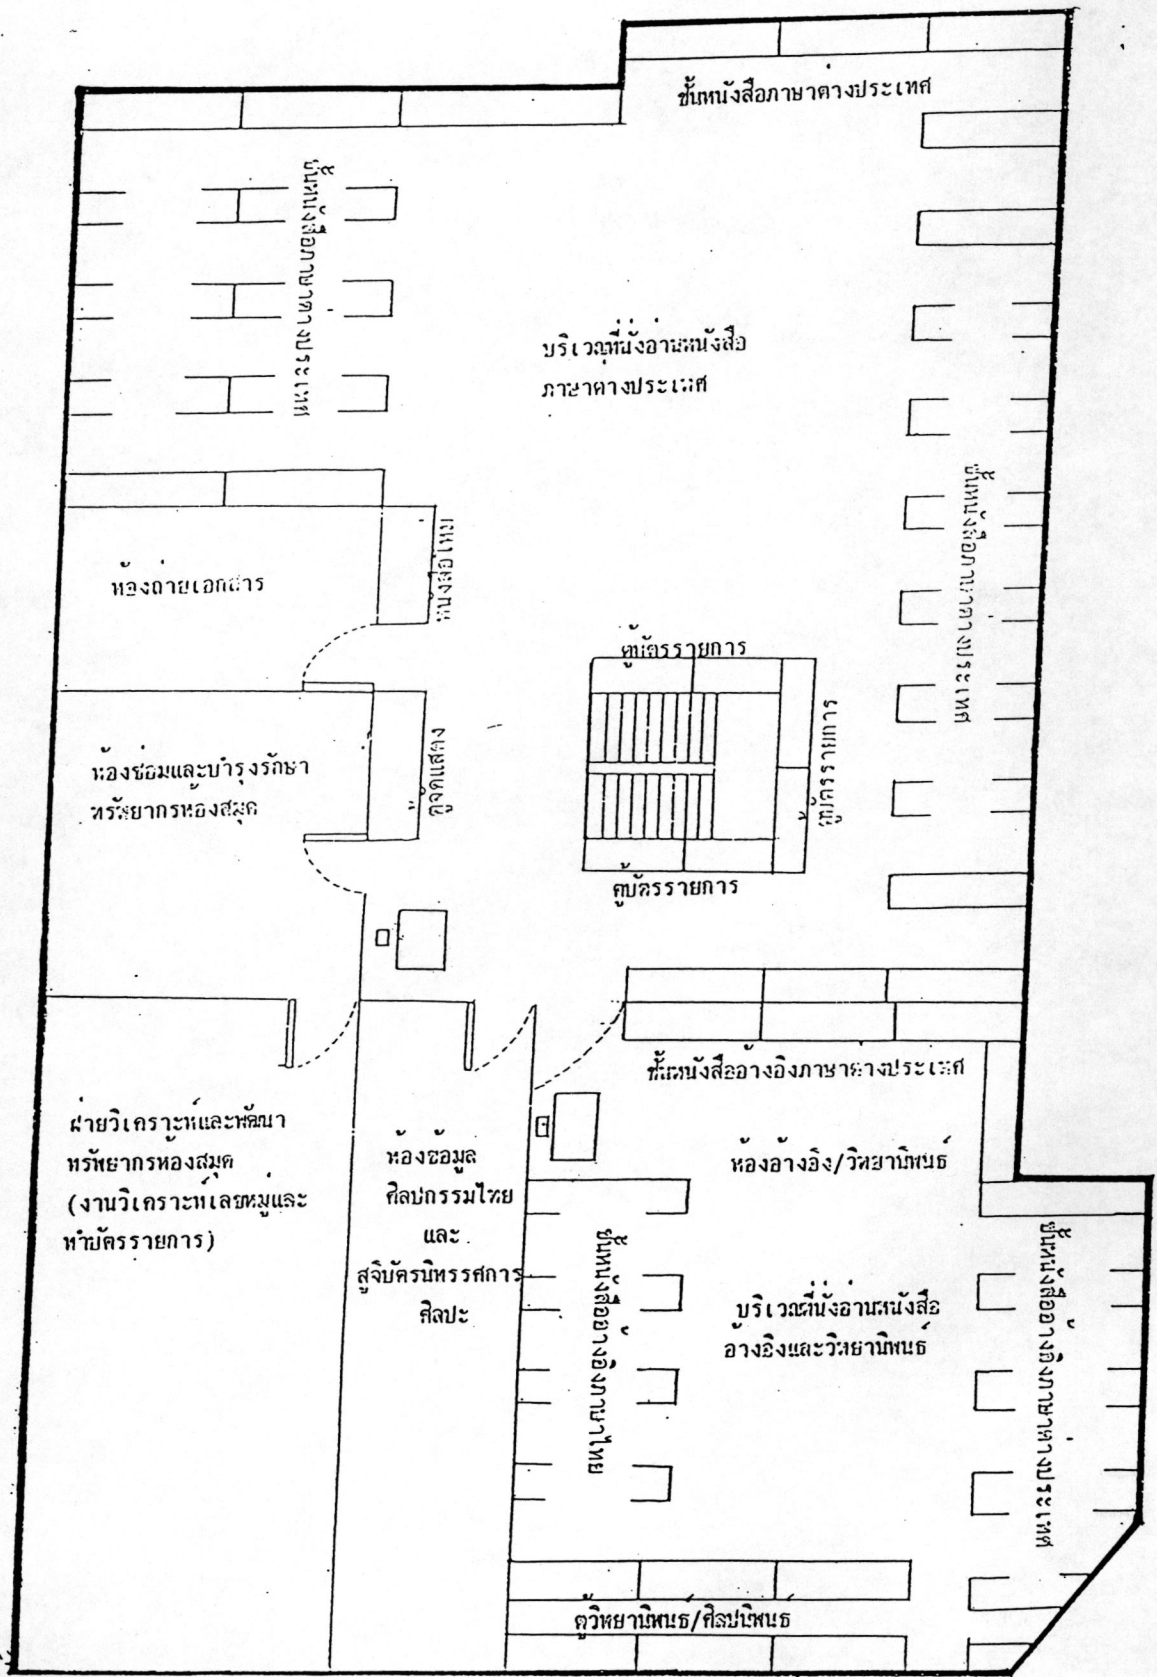 ชั้นหนังสือภาษาต่างประเทศ
ชั้นหนังสือภาษาต่างประเทศ
บริเวณที่นั่งอ่านหนังสือ
ภาษาต่างประเทศ
ชั้นหนังสือภาษาต่างประเทศ
หนังสือใหม่
ห้องถ่ายเอกสาร
ตู้บัตรรายการ
ตู้บัตรรายการ
ตู้จัดแสดง
ห้องซ่อมและบำรุงรักษา
ทรัพยากรห้องสมุด
ตู้บัตรรายการ
ชั้นหนังสืออ้างอิงภาษาต่างประเทศ
ฝ่ายวิเคราะห์และพัฒนา
ทรัพยากรห้องสมุด
(งานวิเคราะห์เลขหมู่และ
ทำบัตรรายการ)
ห้องข้อมูล
ศิลปกรรมไทย
และ
สูจิบัตรนิทรรศการ
ศิลปะ
ห้องอ้างอิง/วิทยานิพนธ์
ชั้นหนังสืออ้างอิงภาษาไทย
บริเวณที่นั่งอ่านหนังสือ
อ้างอิงและวิทยานิพนธ์
ชั้นหนังสืออ้างอิงภาษาต่างประเทศ
ตู้วิทยานิพนธ์/ศิลปนิพนธ์